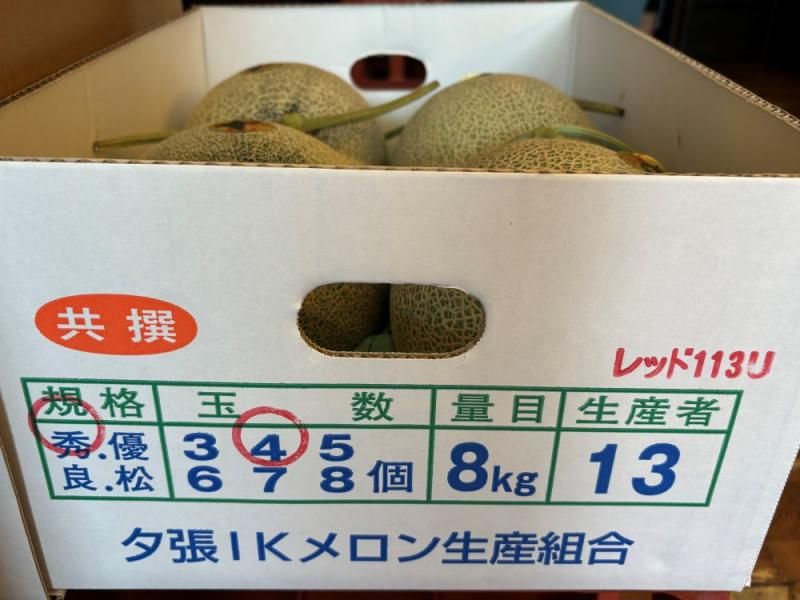 共撰
レッド113U
規格 玉数 量目 生産者
秀.優 3 4 5 8kg 13
良.松 6 7 8個
夕張IKメロン生産組合